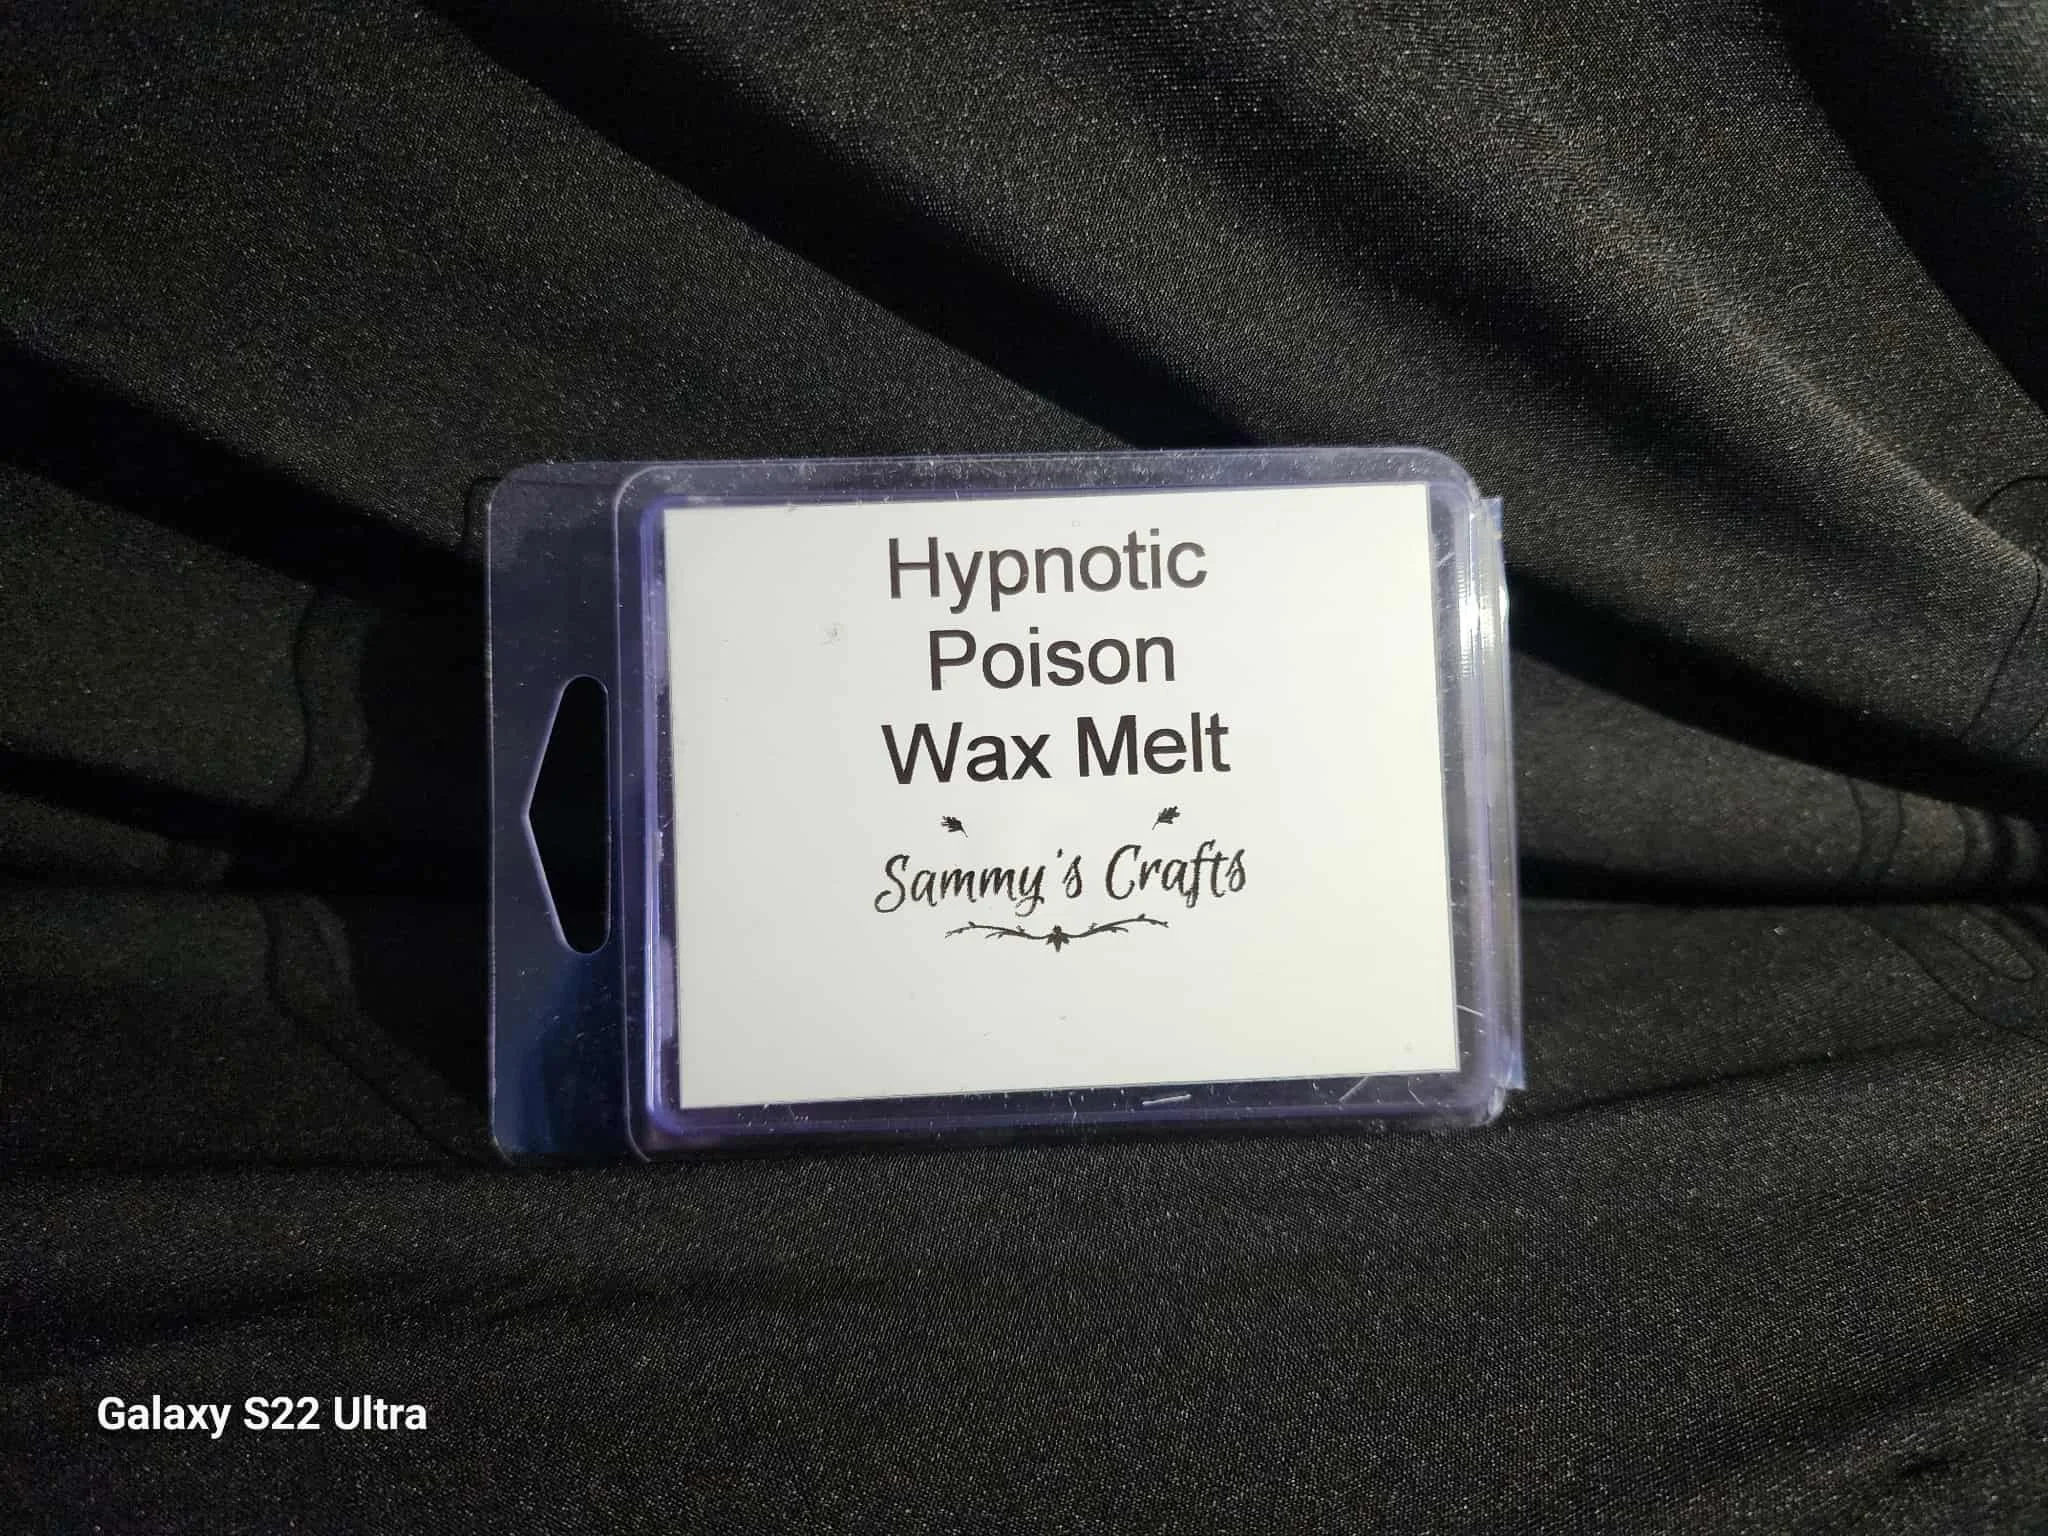 Hypnotic
Poison
Wax Melt
Sammy's Crafts
Galaxy S22 Ultra